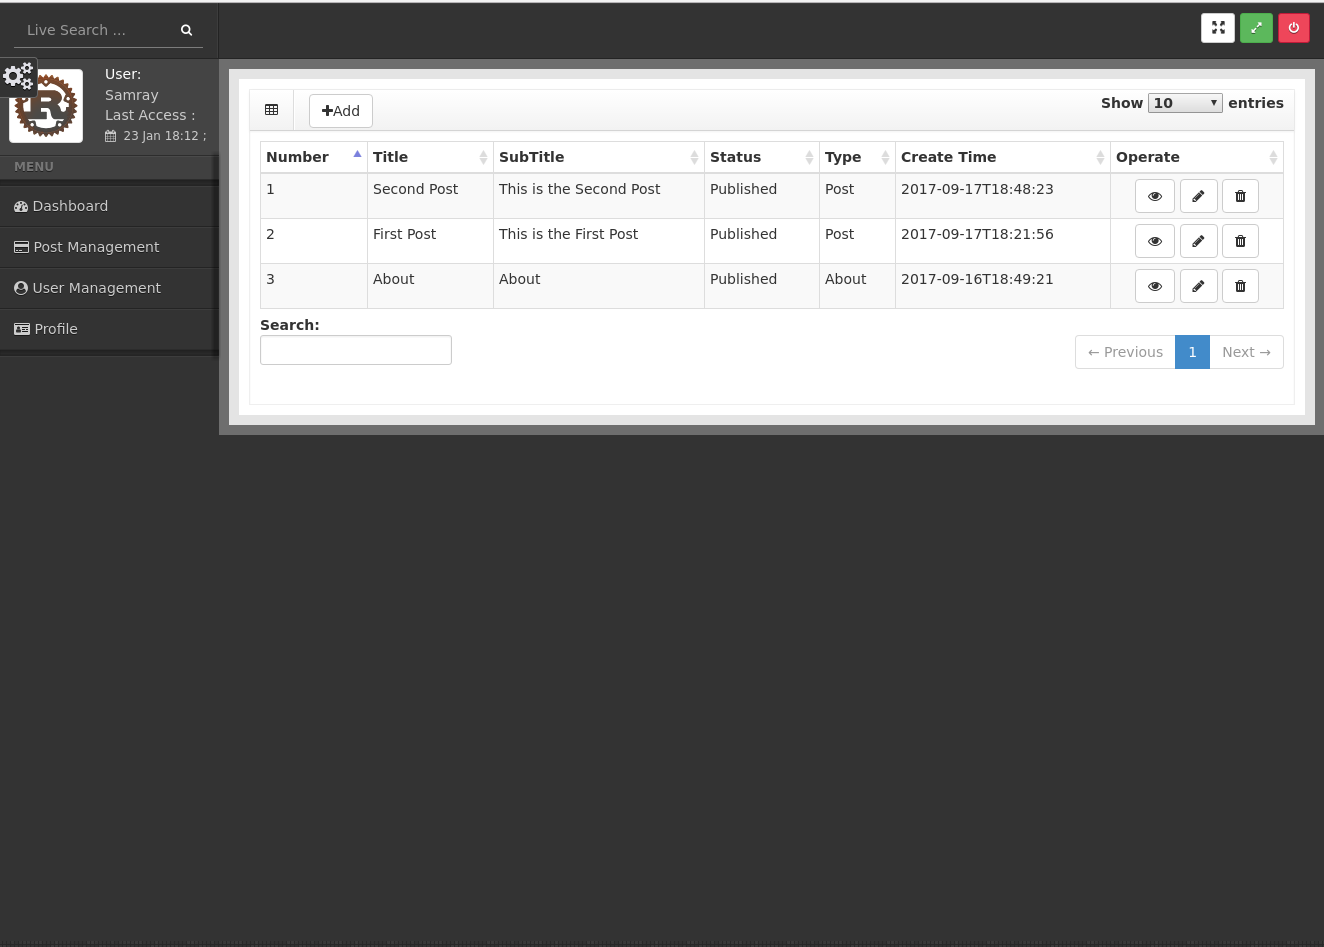 Live Search ...
User:
Samray
Last Access :
23 Jan 18:12 ;
MENU
Dashboard
Post Management
User Management
Profile
Add
Show 10 entries
Number Title SubTitle Status Type Create Time Operate
1 Second Post This is the Second Post Published Post 2017-09-17T18:48:23
2 First Post This is the First Post Published Post 2017-09-17T18:21:56
3 About About Published About 2017-09-16T18:49:21
Search:
← Previous 1 Next →